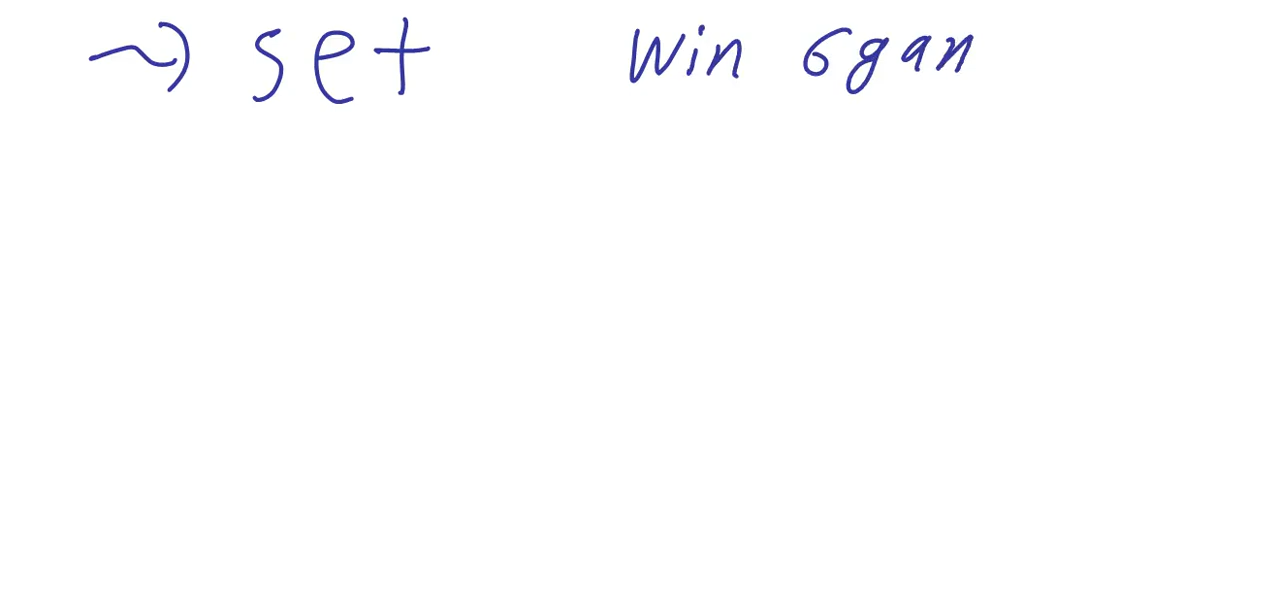 → set win 6gan